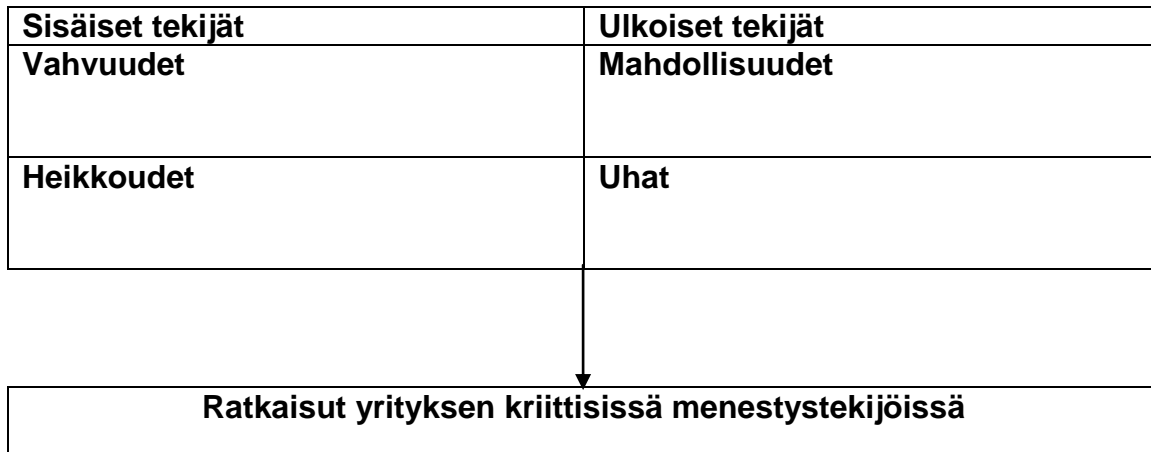 Sisäiset tekijät
Ulkoiset tekijät
Vahvuudet
Mahdollisuudet
Heikkoudet
Uhat
Ratkaisut yrityksen kriittisissä menestystekijöissä